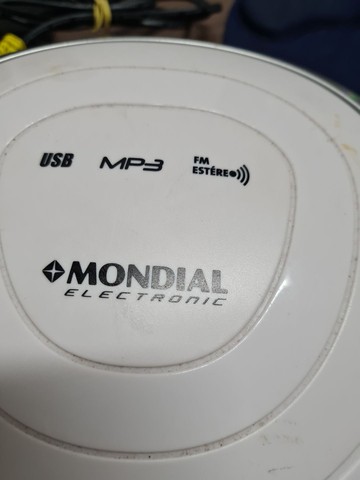 USB MP3 FM ESTÉREO
MONDIAL
ELECTRONIC